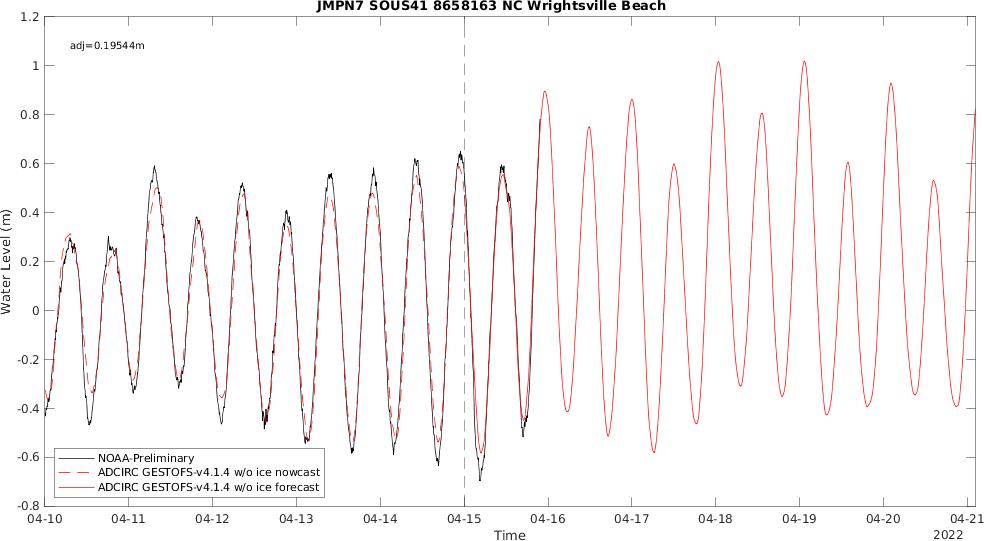 JMPN7 SOUS41 8658163 NC Wrightsville Beach
1.2
adj=0.19544m
1
0.8
0.6
0.4
0.2
0
-0.2
-0.4
-0.6
-0.8
Water Level (m)
NOAA-Preliminary
ADCIRC GESTOFS-v4.1.4 w/o ice nowcast
ADCIRC GESTOFS-v4.1.4 w/o ice forecast
04-10 04-11 04-12 04-13 04-14 04-15 04-16 04-17 04-18 04-19 04-20 04-21
Time
2022